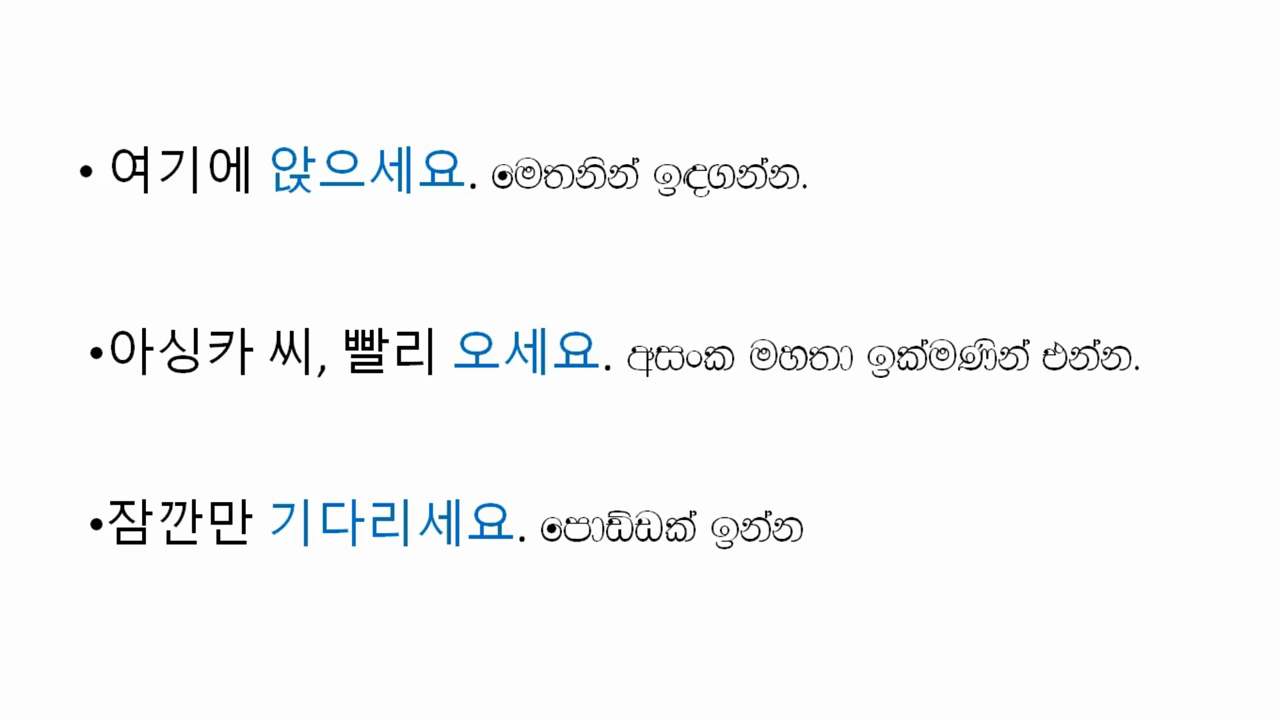 • 여기에 앉으세요. මෙතනින් ඉඳගන්න.
•아싱카 씨, 빨리 오세요. අසංක මහතා ඉක්මණින් එන්න.
•잠깐만 기다리세요. පොඩ්ඩක් ඉන්න